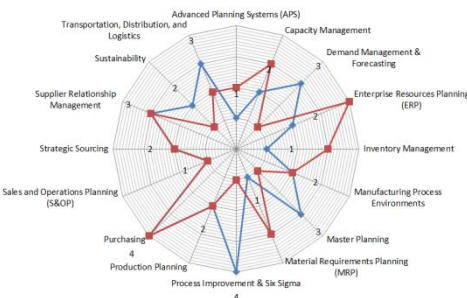 Advanced Planning Systems (APS)
Transportation, Distribution, and
Logistics
Capacity Management
3
Demand Management &
Forecasting
3
Sustainability
2
2
1
Supplier Relationship
Management
3
Enterprise Resources Planning
(ERP)
2
Strategic Sourcing
2
1
Inventory Management
1
2
Sales and Operations Planning
(S&OP)
Manufacturing Process
Environments
1
2
3
Purchasing
4
Master Planning
Production Planning
Material Requirements Planning
(MRP)
Process Improvement & Six Sigma
4